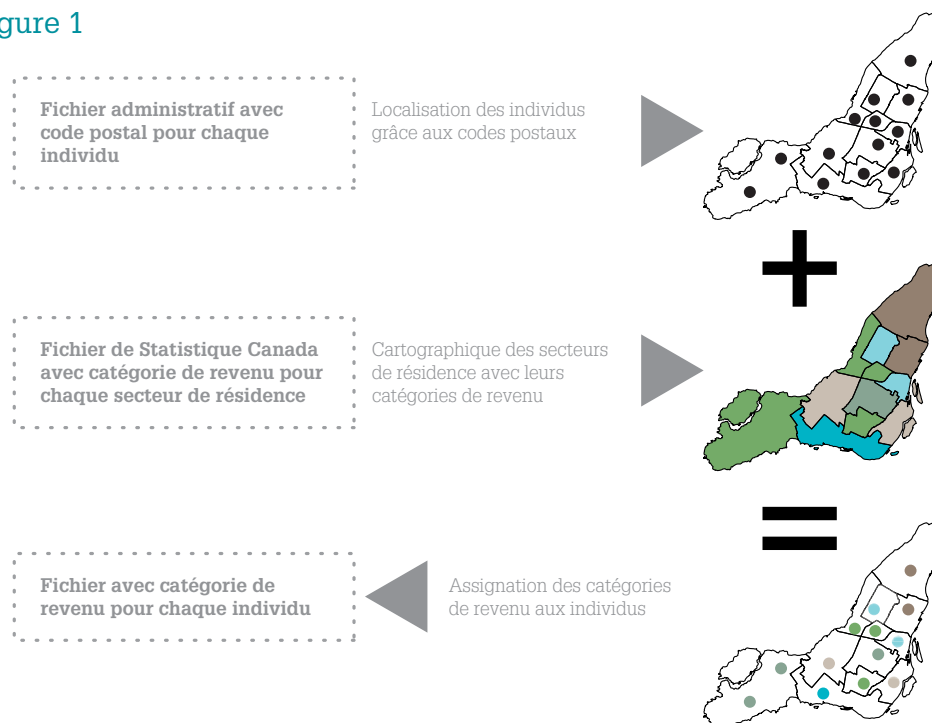 gure 1
Fichier administratif avec
code postal pour chaque
individu
Localisation des individus
grâce aux codes postaux
Fichier de Statistique Canada
avec catégorie de revenu pour
chaque secteur de résidence
Cartographique des secteurs
de résidence avec leurs
catégories de revenu
Fichier avec catégorie de
revenu pour chaque individu
Assignation des catégories
de revenu aux individus